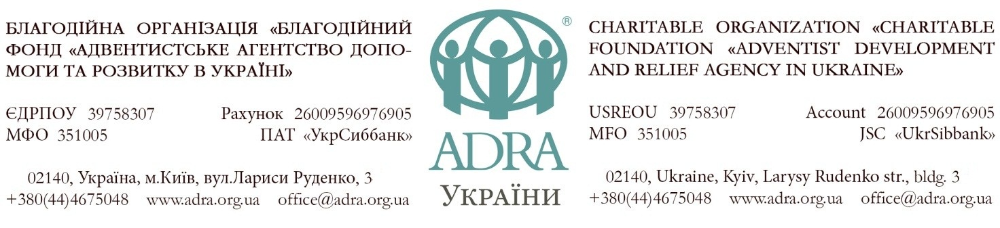 БЛАГОДІЙНА ОРГАНІЗАЦІЯ «БЛАГОДІЙНИЙ
ФОНД «АДВЕНТИСТСЬКЕ АГЕНТСТВО ДОПО-
МОГИ ТА РОЗВИТКУ В УКРАЇНІ»
ЄДРПОУ 39758307 Рахунок 26009596976905
МФО 351005 ПАТ «УкрСиббанк»
02140, Україна, м.Київ, вул.Лариси Руденко, 3
+380(44)4675048 www.adra.org.ua office@adra.org.ua
®
ADRA
України
CHARITABLE ORGANIZATION «CHARITABLE
FOUNDATION «ADVENTIST DEVELOPMENT
AND RELIEF AGENCY IN UKRAINE»
USREOU 39758307 Account 26009596976905
MFO 351005 JSC «UkrSibbank»
02140, Ukraine, Kyiv, Larysy Rudenko str., bldg. 3
+380(44)4675048 www.adra.org.ua office@adra.org.ua